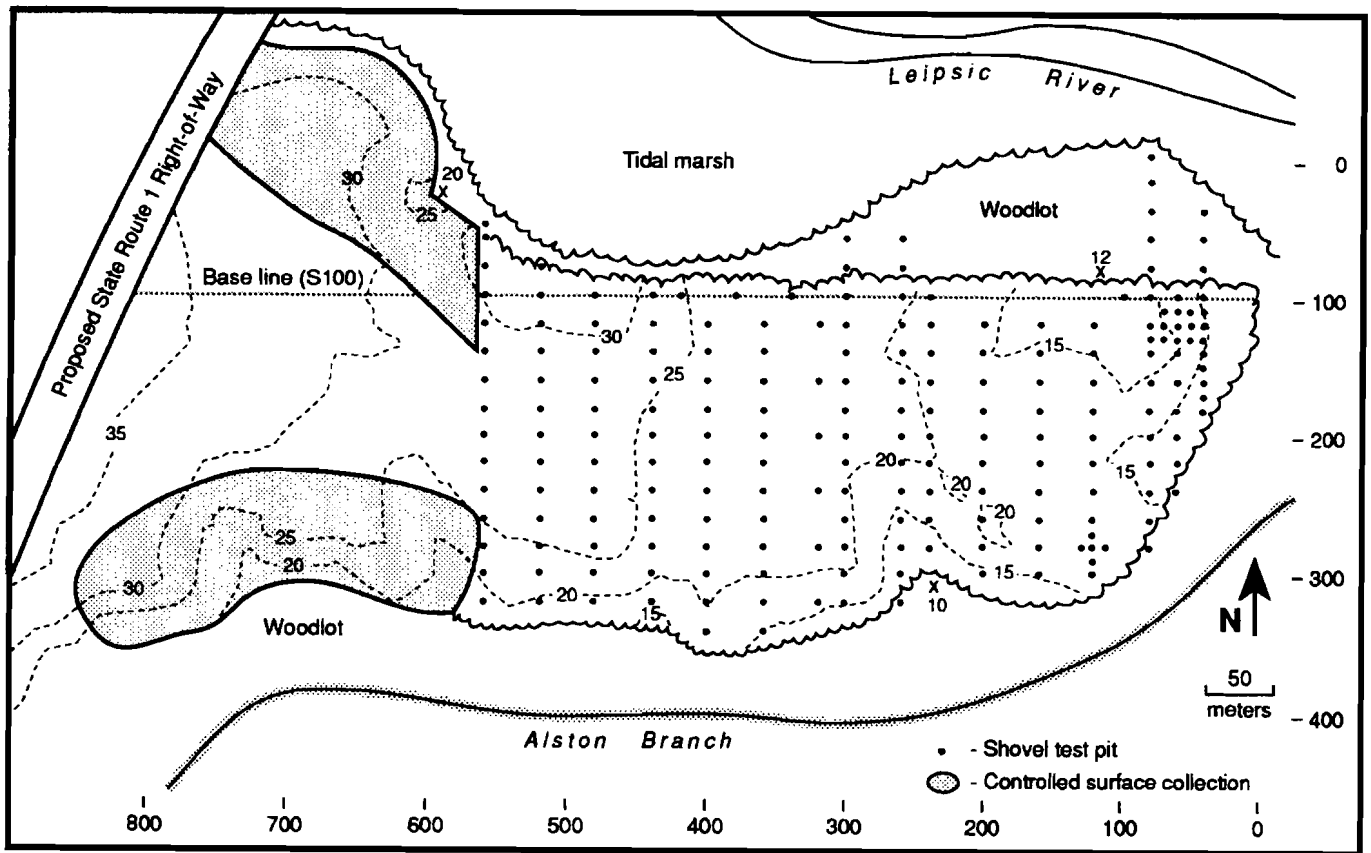 Leipsic River
Tidal marsh
Proposed State Route 1 Right-of-Way
30
20
x
25
Woodlot
0
12
x
Base line (S100)
100
30
25
15
35
200
20
20
15
20
25
20
30
20
15
15
x
10
300
Woodlot
N
50
meters
400
Alston Branch
- Shovel test pit
- Controlled surface collection
800 700 600 500 400 300 200 100 0